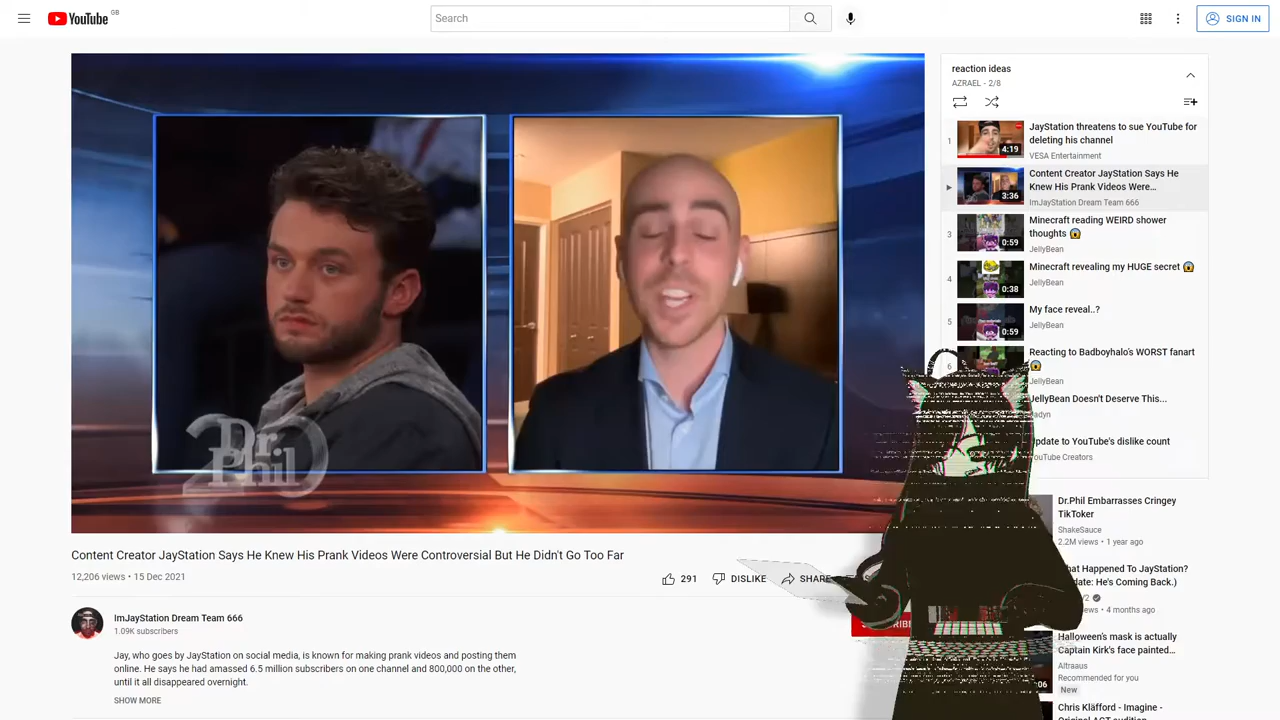 YouTube GB
Search
SIGN IN
reaction ideas
AZRAEL - 2/8
1
4:19
JayStation threatens to sue YouTube for
deleting his channel
VESA Entertainment
3:36
Content Creator JayStation Says He
Knew His Prank Videos Were...
ImJayStation Dream Team 666
3
0:59
Minecraft reading WEIRD shower
thoughts 😱
JellyBean
4
0:38
Minecraft revealing my HUGE secret 😱
JellyBean
5
0:59
My face reveal..?
JellyBean
6
Reacting to Badboyhalo's WORST fanart
😱
JellyBean
JellyBean Doesn't Deserve This...
adyn
Update to YouTube's dislike count
YouTube Creators
Dr. Phil
Content Creator JayStation Says He Knew His Prank Videos Were Controversial But He Didn't Go Too Far
12,206 views • 15 Dec 2021
291
DISLIKE
SHARE
ImJayStation Dream Team 666
1.09K subscribers
Jay, who goes by JayStation on social media, is known for making prank videos and posting them
online. He says he had amassed 6.5 million subscribers on one channel and 800,000 on the other,
until it all disappeared overnight.
SHOW MORE
Dr.Phil Embarrasses Cringey
TikToker
ShakeSauce
2.2M views • 1 year ago
hat Happened To JayStation?
date: He's Coming Back.)
ews • 4 months ago
Halloween's mask is actually
Captain Kirk's face painted...
Altraaus
Recommended for you
New
:06
Chris Kläfford - Imagine -